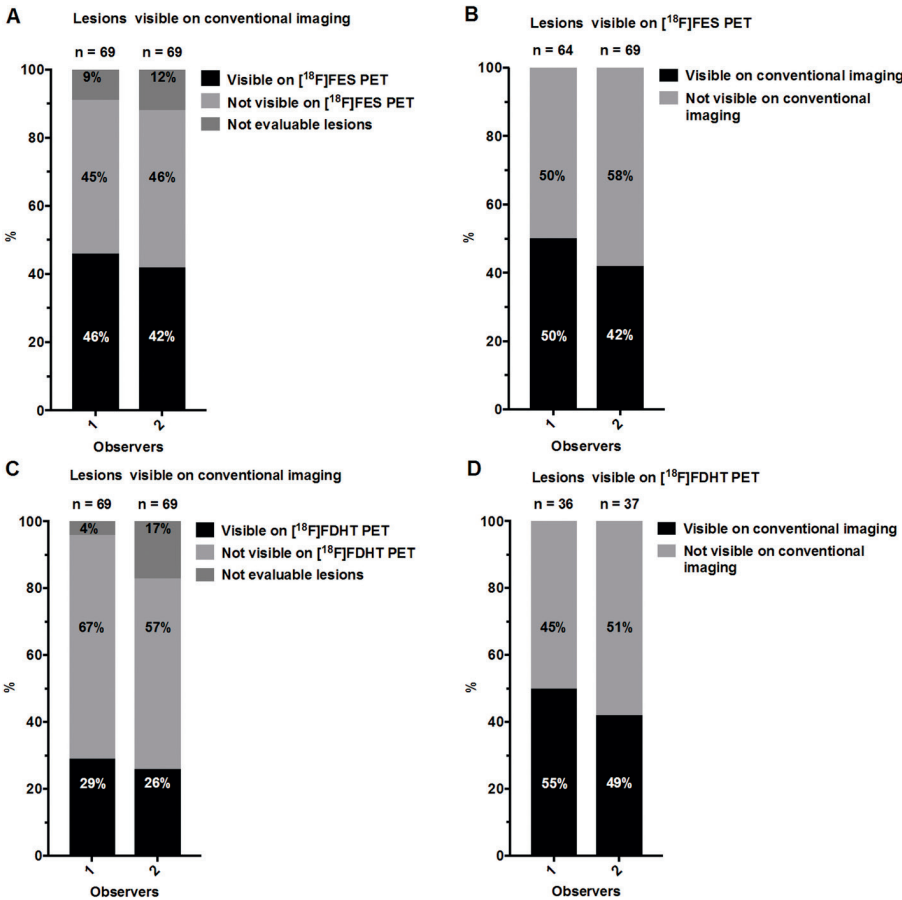 A
Lesions visible on conventional imaging
n = 69 n = 69
100
80
60
40
20
0
%
9% 12%
45% 46%
46% 42%
1 2
Observers
Visible on [18F]FES PET
Not visible on [18F]FES PET
Not evaluable lesions
B
Lesions visible on [18F]FES PET
n = 64 n = 69
100
80
60
40
20
0
%
50% 58%
50% 42%
1 2
Observers
Visible on conventional imaging
Not visible on conventional
imaging
C
Lesions visible on conventional imaging
n = 69 n = 69
100
80
60
40
20
0
%
4% 17%
67% 57%
29% 26%
1 2
Observers
Visible on [18F]FDHT PET
Not visible on [18F]FDHT PET
Not evaluable lesions
D
Lesions visible on [18F]FDHT PET
n = 36 n = 37
100
80
60
40
20
0
%
45% 51%
55% 49%
1 2
Observers
Visible on conventional imaging
Not visible on conventional
imaging